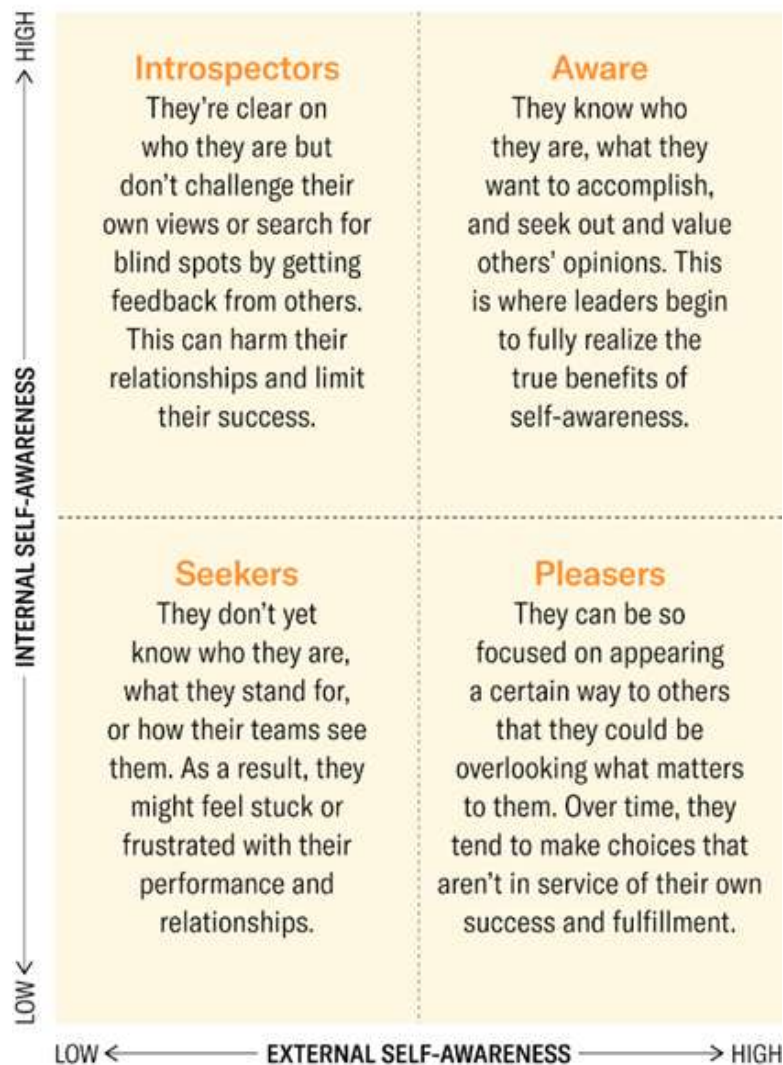 HIGH
INTERNAL SELF-AWARENESS
LOW
Introspectors
They’re clear on
who they are but
don’t challenge their
own views or search for
blind spots by getting
feedback from others.
This can harm their
relationships and limit
their success.
Aware
They know who
they are, what they
want to accomplish,
and seek out and value
others' opinions. This
is where leaders begin
to fully realize the
true benefits of
self-awareness.
Seekers
They don’t yet
know who they are,
what they stand for,
or how their teams see
them. As a result, they
might feel stuck or
frustrated with their
performance and
relationships.
Pleasers
They can be so
focused on appearing
a certain way to others
that they could be
overlooking what matters
to them. Over time, they
tend to make choices that
aren’t in service of their own
success and fulfillment.
LOW
EXTERNAL SELF-AWARENESS
HIGH